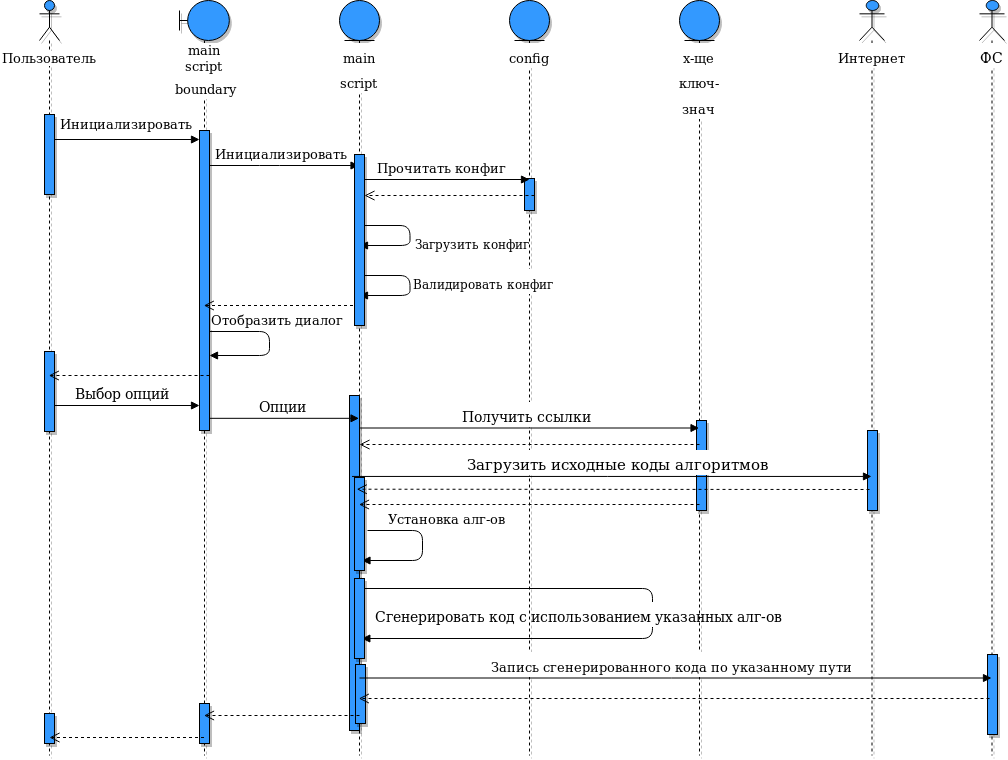 Пользователь
main
script
boundary
main
script
config
х-ще
ключ-
знач
Интернет
ФС
Инициализировать
Инициализировать
Прочитать конфиг
Загрузить конфиг
Валидировать конфиг
Отобразить диалог
Выбор опций
Опции
Получить ссылки
Загрузить исходные коды алгоритмов
Установка алг-ов
Сгенерировать код с использованием указанных алг-ов
Запись сгенерированного кода по указанному пути